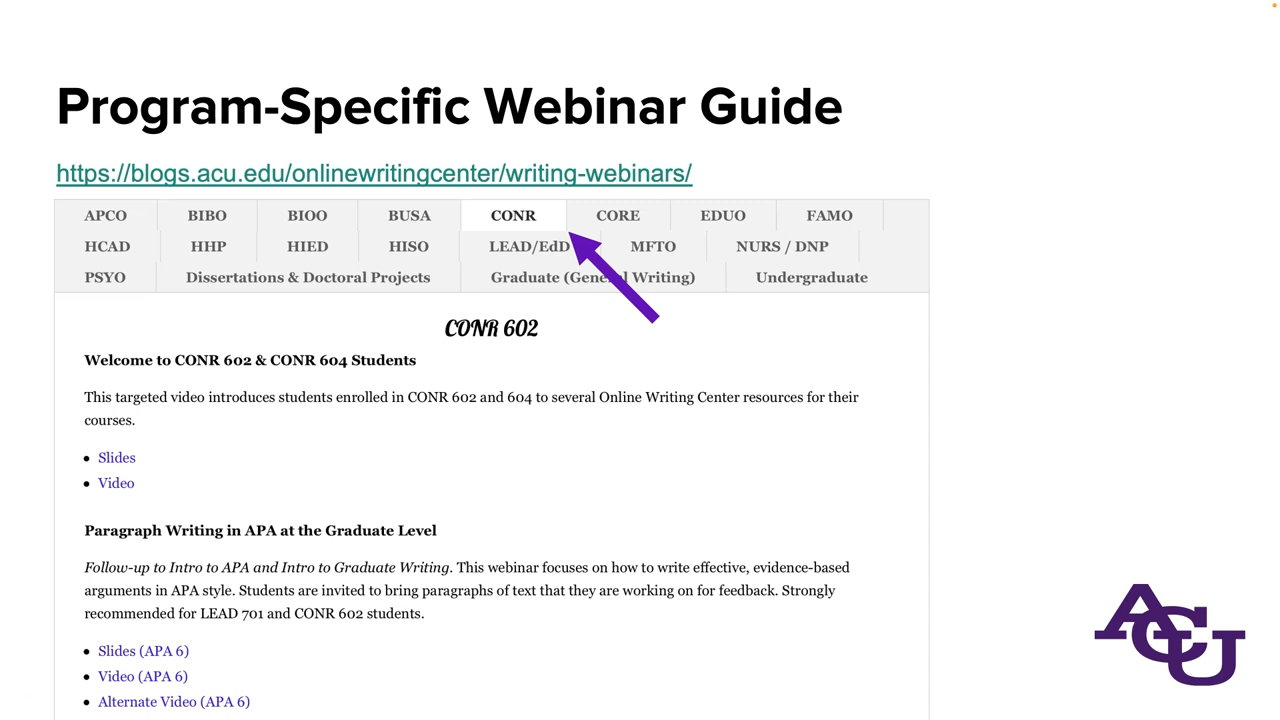 Program-Specific Webinar Guide
https://blogs.acu.edu/onlinewritingcenter/writing-webinars/
APCO BIBO BIOO BUSA CONR CORE EDUO FAMO
HCAD HHP HIED HISO LEAD/EdD MFTO NURS / DNP
PSYO Dissertations & Doctoral Projects Graduate (General Writing) Undergraduate
CONR 602
Welcome to CONR 602 & CONR 604 Students
This targeted video introduces students enrolled in CONR 602 and 604 to several Online Writing Center resources for their
courses.
• Slides
• Video
Paragraph Writing in APA at the Graduate Level
Follow-up to Intro to APA and Intro to Graduate Writing. This webinar focuses on how to write effective, evidence-based
arguments in APA style. Students are invited to bring paragraphs of text that they are working on for feedback. Strongly
recommended for LEAD 701 and CONR 602 students.
• Slides (APA 6)
• Video (APA 6)
• Alternate Video (APA 6)
ACU